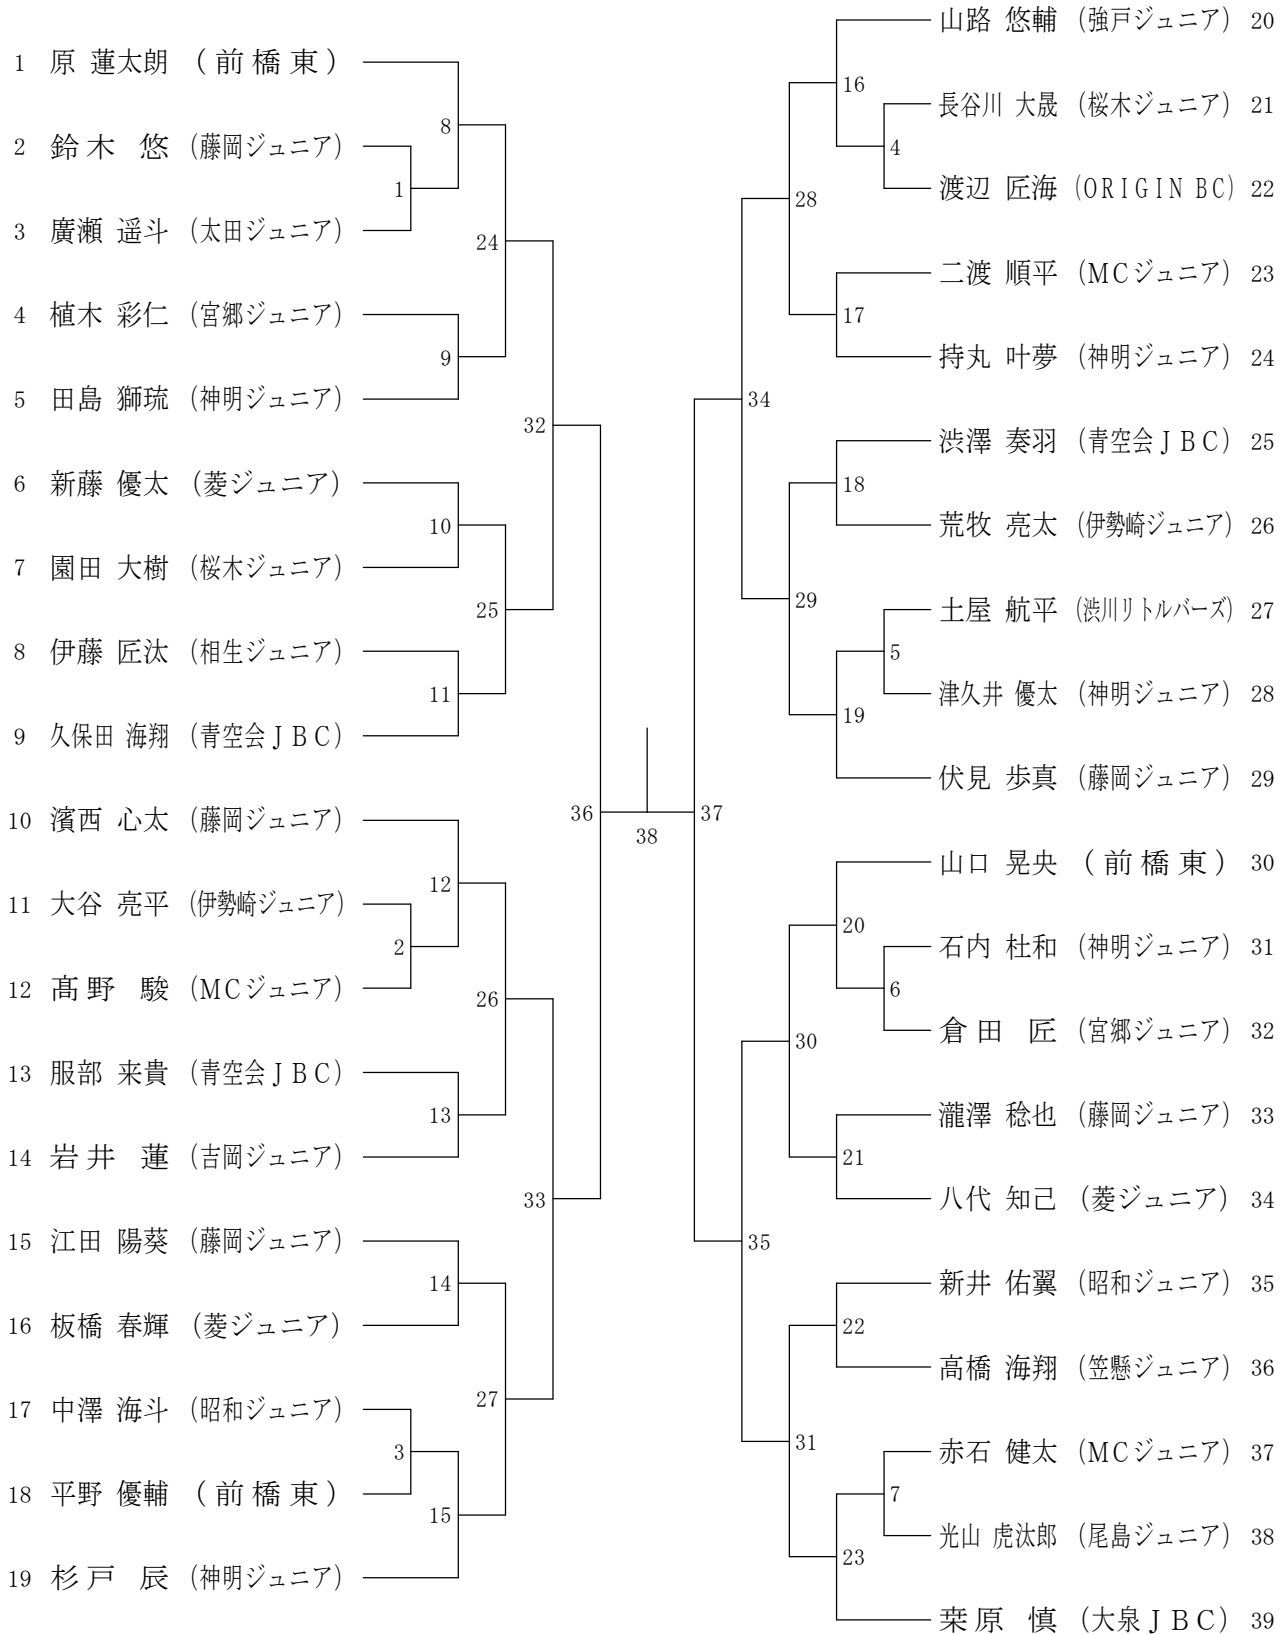 1 原 蓮太朗 (前橋東)
2 鈴木 悠 (藤岡ジュニア)
3 廣瀬 遥斗 (太田ジュニア)
4 植木 彩仁 (宮郷ジュニア)
5 田島 獅琉 (神明ジュニア)
6 新藤 優太 (菱ジュニア)
7 園田 大樹 (桜木ジュニア)
8 伊藤 匠汰 (相生ジュニア)
9 久保田 海翔 (青空会JBC)
10 濱西 心太 (藤岡ジュニア)
11 大谷 亮平 (伊勢崎ジュニア)
12 髙野 駿 (MCジュニア)
13 服部 来貴 (青空会JBC)
14 岩井 蓮 (吉岡ジュニア)
15 江田 陽葵 (藤岡ジュニア)
16 板橋 春輝 (菱ジュニア)
17 中澤 海斗 (昭和ジュニア)
18 平野 優輔 (前橋東)
19 杉戸 辰 (神明ジュニア)
1
2
3
8
9
10
11
12
13
14
15
24
25
26
27
32
33
36
38
37
34
35
28
29
30
31
16
17
18
19
20
21
22
23
4
5
6
7
山路 悠輔 (強戸ジュニア) 20
長谷川 大晟 (桜木ジュニア) 21
渡辺 匠海 (ORIGIN BC) 22
二渡 順平 (MCジュニア) 23
持丸 叶夢 (神明ジュニア) 24
渋澤 奏羽 (青空会JBC) 25
荒牧 亮太 (伊勢崎ジュニア) 26
土屋 航平 (渋川リトルバーズ) 27
津久井 優太 (神明ジュニア) 28
伏見 歩真 (藤岡ジュニア) 29
山口 晃央 (前橋東) 30
石内 杜和 (神明ジュニア) 31
倉田 匠 (宮郷ジュニア) 32
瀧澤 稔也 (藤岡ジュニア) 33
八代 知己 (菱ジュニア) 34
新井 佑翼 (昭和ジュニア) 35
高橋 海翔 (笠懸ジュニア) 36
赤石 健太 (MCジュニア) 37
光山 虎汰郎 (尾島ジュニア) 38
桒原 慎 (大泉JBC) 39